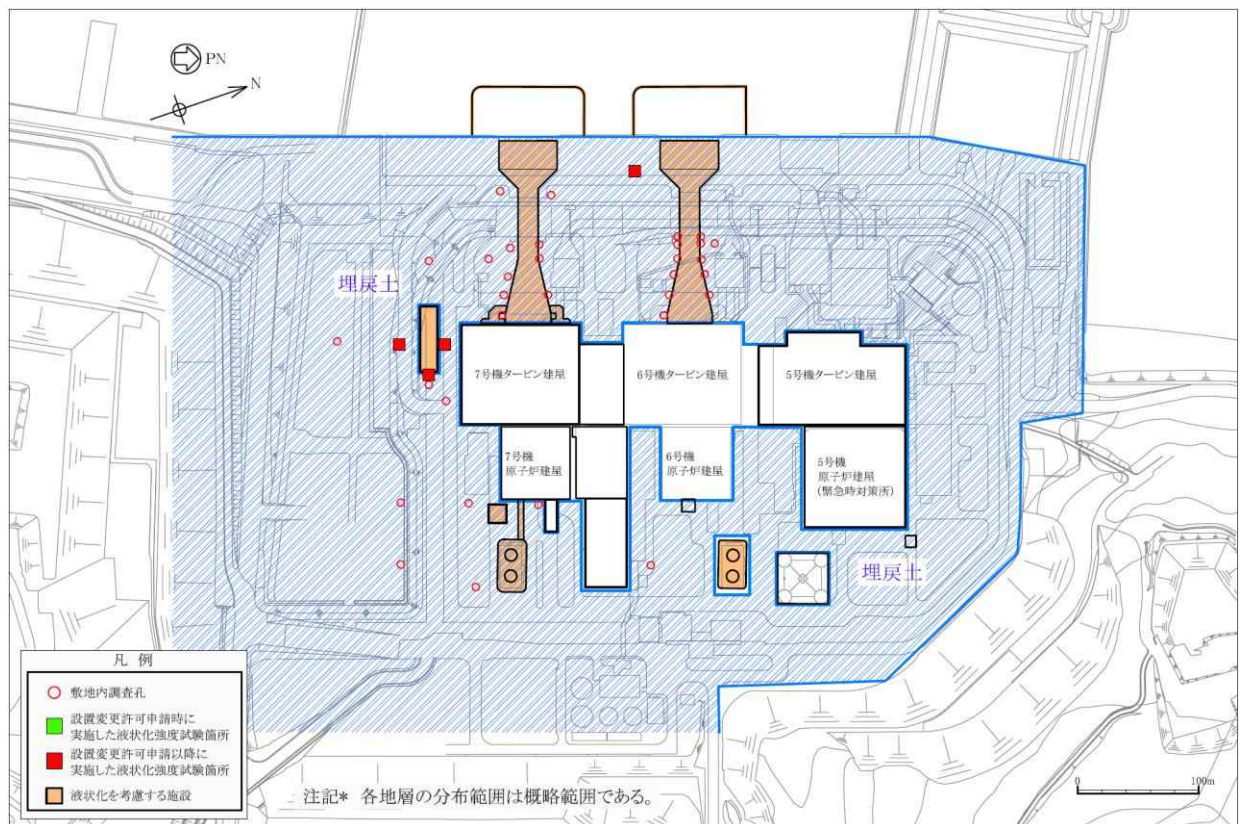 PN
N
埋戻土
7号機タービン建屋
6号機タービン建屋
5号機タービン建屋
7号機
原子炉建屋
6号機
原子炉建屋
5号機
原子炉建屋
(緊急時対策所)
埋戻土
凡 例
敷地内調査孔
設置変更許可申請時に
実施した液状化強度試験箇所
設置変更許可申請以降に
実施した液状化強度試験箇所
液状化を考慮する施設
注記* 各地層の分布範囲は概略範囲である。
0
100m